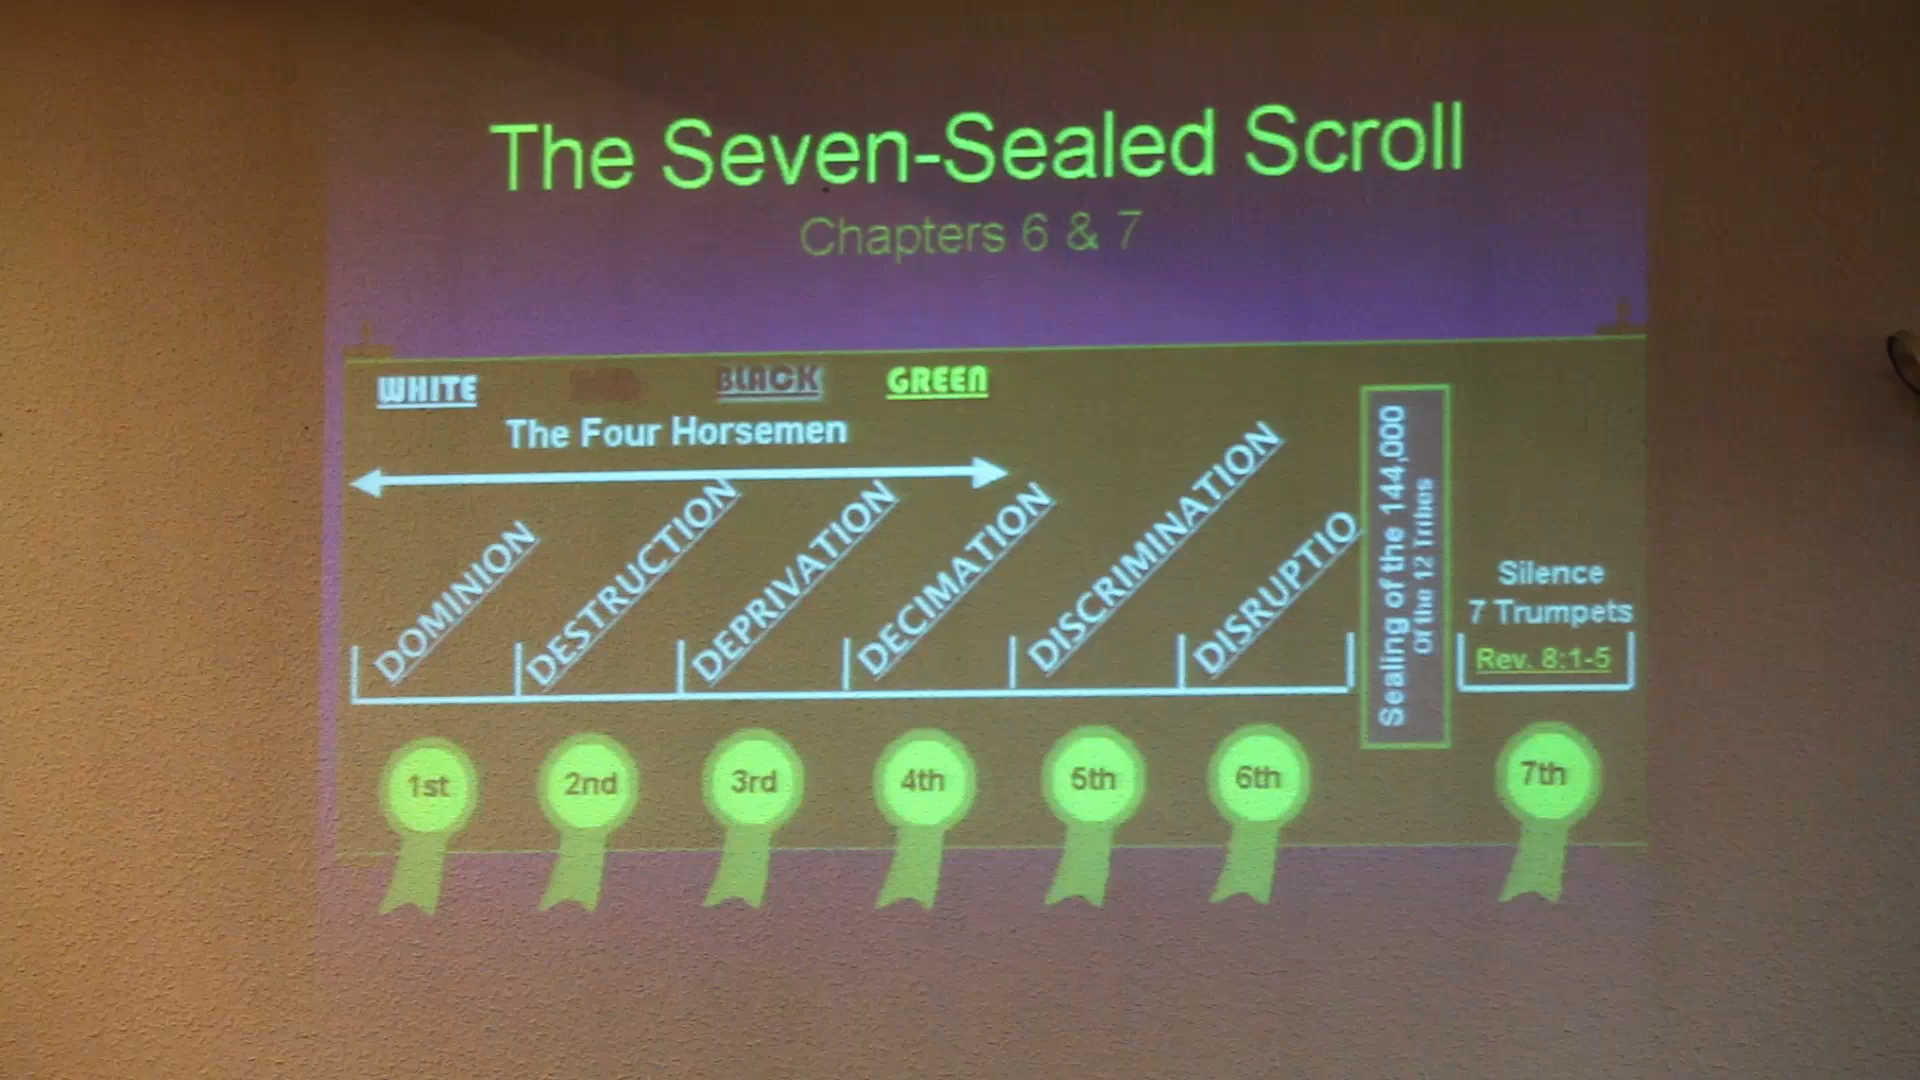 The Seven-Sealed Scroll
Chapters 6 & 7
WHITE
BLACK
GREEN
The Four Horsemen
DOMINION
DESTRUCTION
DEPRIVATION
DECIMATION
DISCRIMINATION
DISRUPTIO
Sealing of the 144,000
Of the 12 Tribes
Silence
7 Trumpets
Rev. 8:1-5
1st
2nd
3rd
4th
5th
6th
7th